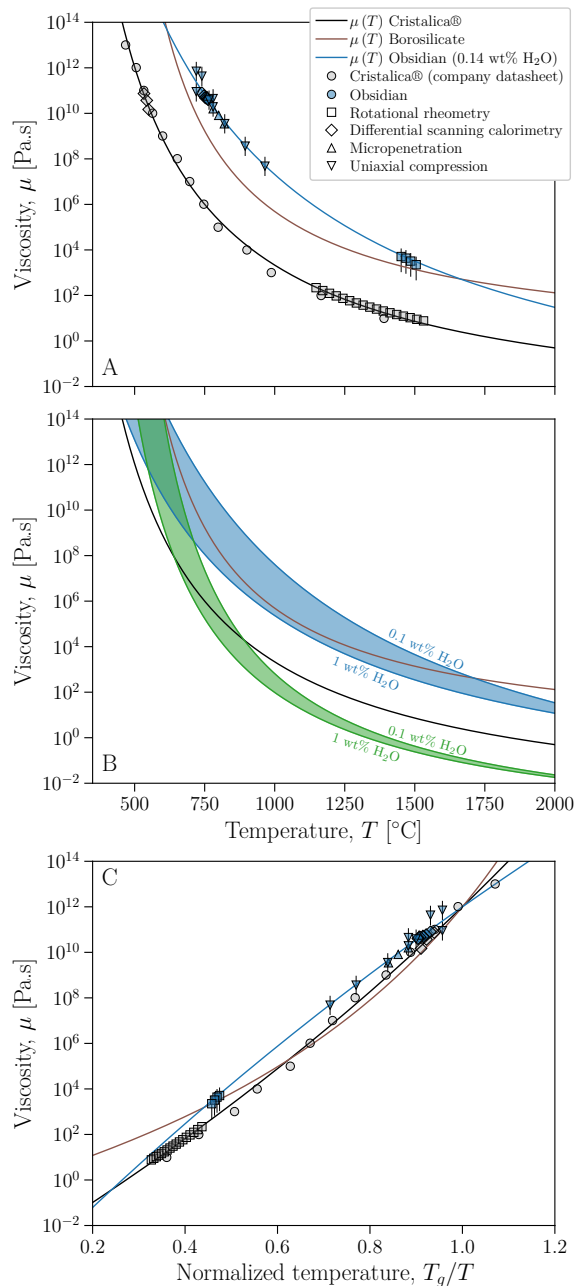 10^14
10^12
10^10
10^8
10^6
10^4
10^2
10^0
10^−2
Viscosity, μ [Pa.s]
A
μ (T) Cristalica®
μ (T) Borosilicate
μ (T) Obsidian (0.14 wt% H₂O)
Cristalica® (company datasheet)
Obsidian
Rotational rheometry
Differential scanning calorimetry
Micropenetration
Uniaxial compression
10^14
10^12
10^10
10^8
10^6
10^4
10^2
10^0
10^−2
Viscosity, μ [Pa.s]
0.1 wt% H₂O
1 wt% H₂O
0.1 wt% H₂O
1 wt% H₂O
B
500 750 1000 1250 1500 1750 2000
Temperature, T [°C]
10^14
10^12
10^10
10^8
10^6
10^4
10^2
10^0
10^−2
Viscosity, μ [Pa.s]
C
0.2 0.4 0.6 0.8 1.0 1.2
Normalized temperature, T_g/T